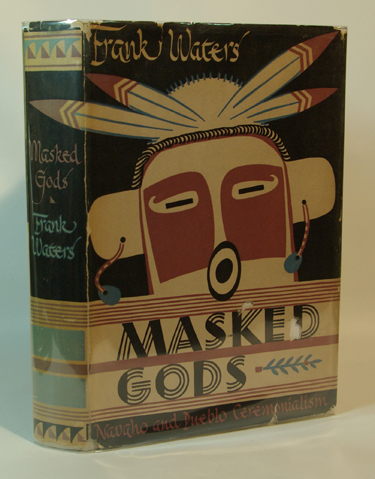 Frank Waters
MASKED
GODS
Navaho and Pueblo Ceremonialism
Masked
Gods
Frank
Waters